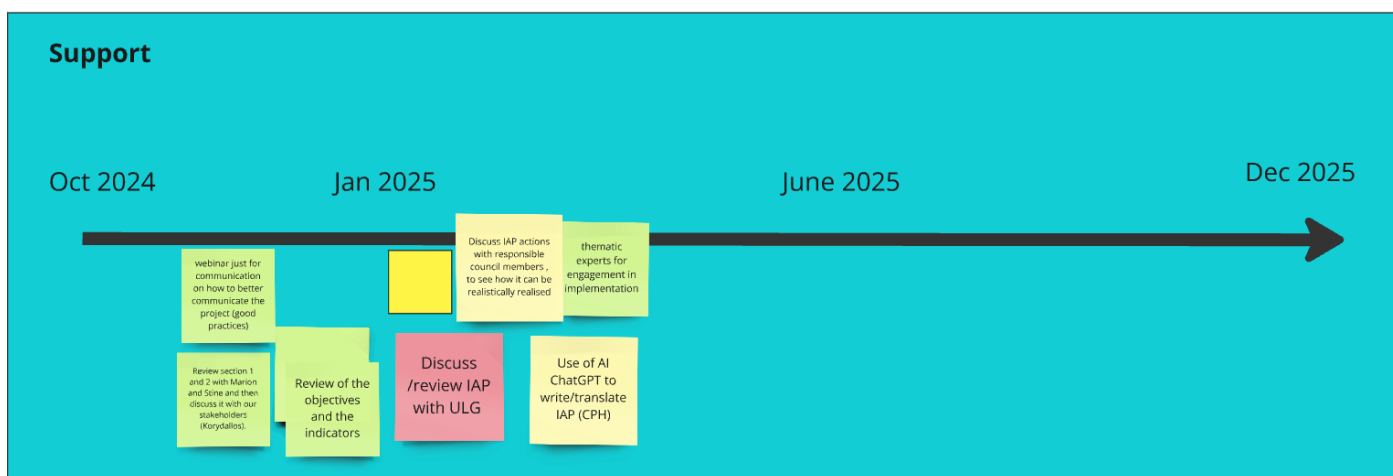 Support
Oct 2024
Jan 2025
June 2025
Dec 2025
webinar just for
communication
on how to better
communicate the
project (good
practices)
Discuss IAP actions
with responsible
council members ,
to see how it can be
realistically realised
thematic
experts for
engagement in
implementation
Review section 1
and 2 with Marion
and Stine and then
discuss it with our
stakeholders
(Korydallos).
Review of the
objectives
and the
indicators
Discuss
/review IAP
with ULG
Use of AI
ChatGPT to
write/translate
IAP (CPH)